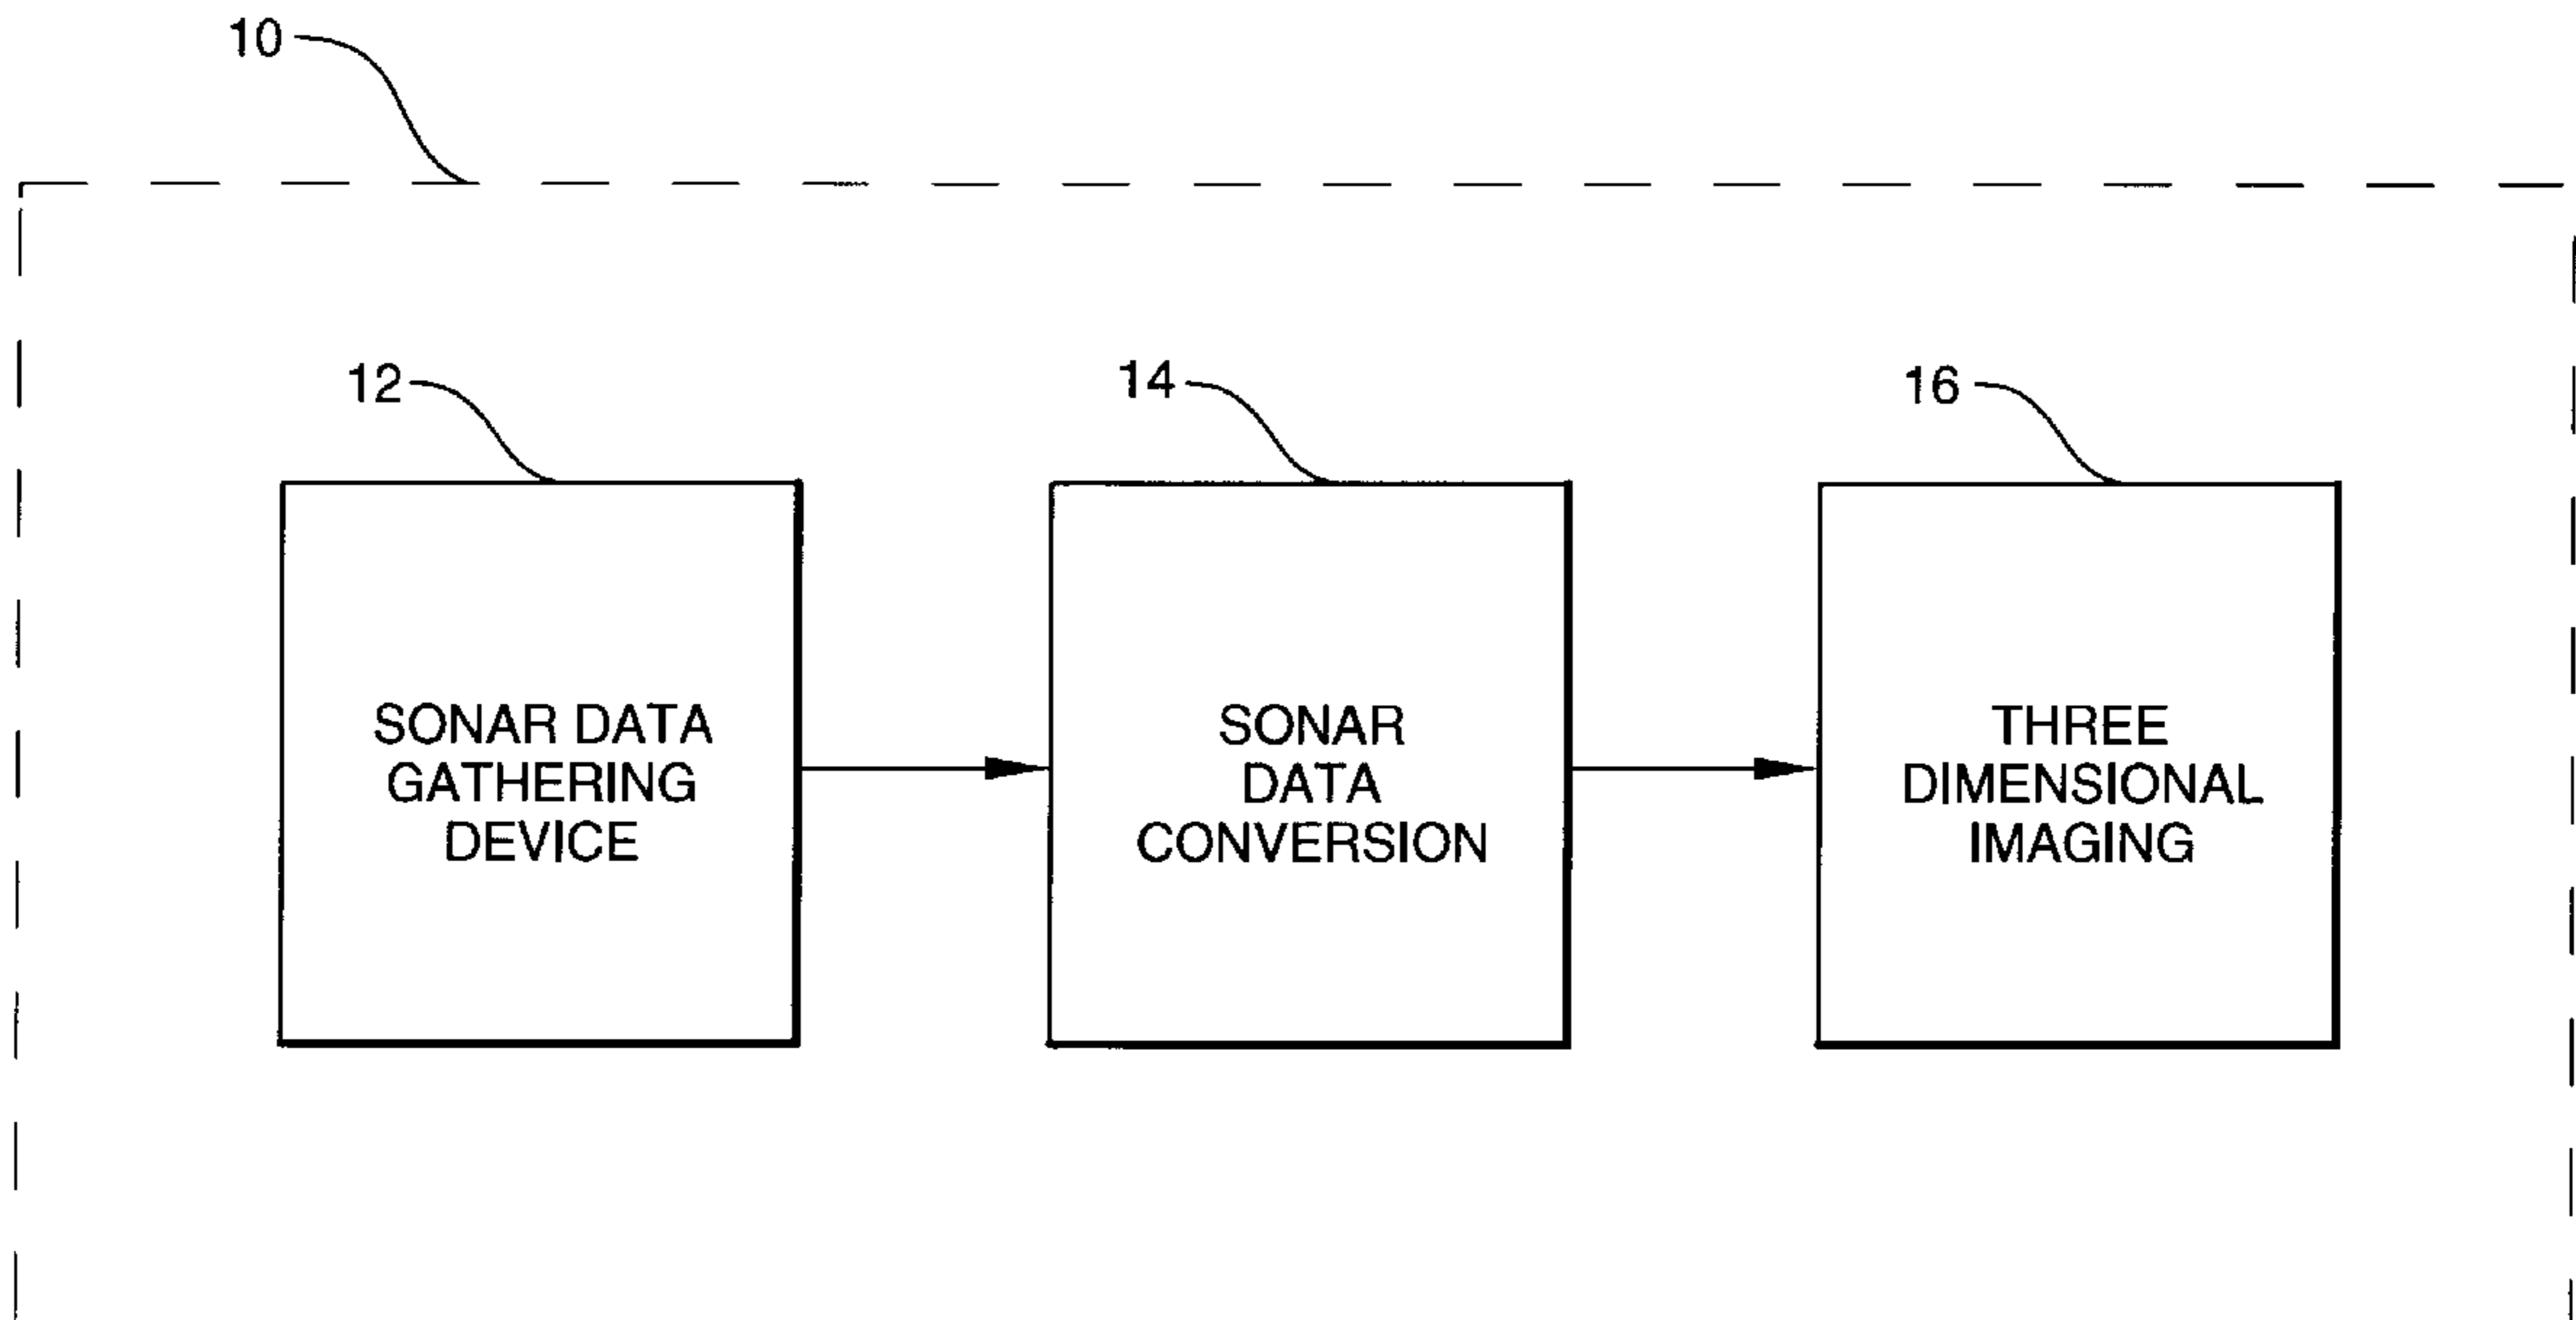 10
12
14
16
SONAR DATA
GATHERING
DEVICE
SONAR
DATA
CONVERSION
THREE
DIMENSIONAL
IMAGING